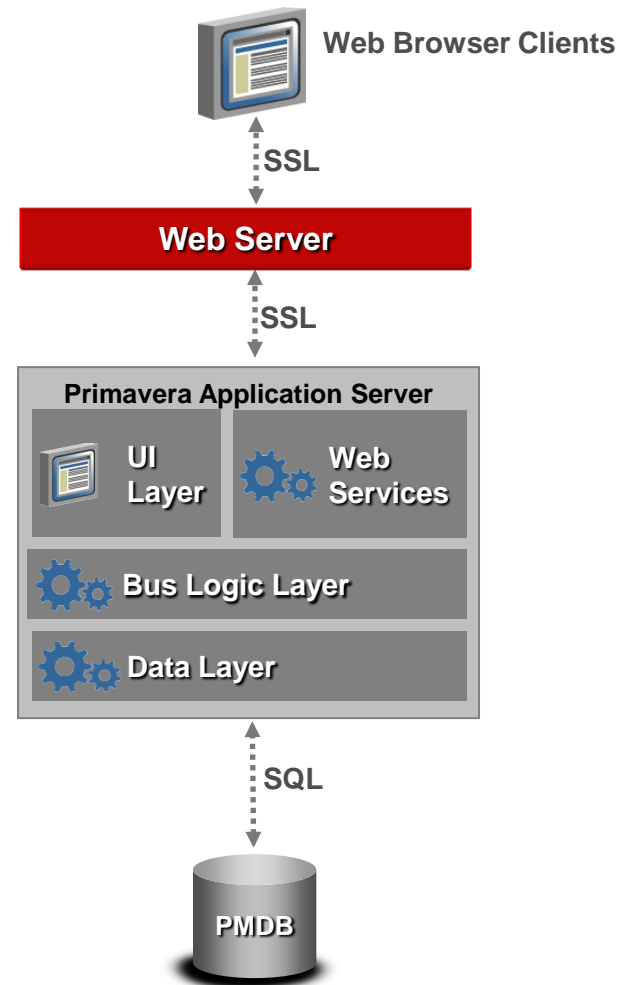 Web Browser Clients
SSL
Web Server
SSL
Primavera Application Server
UI
Layer
Web
Services
Bus Logic Layer
Data Layer
SQL
PMDB